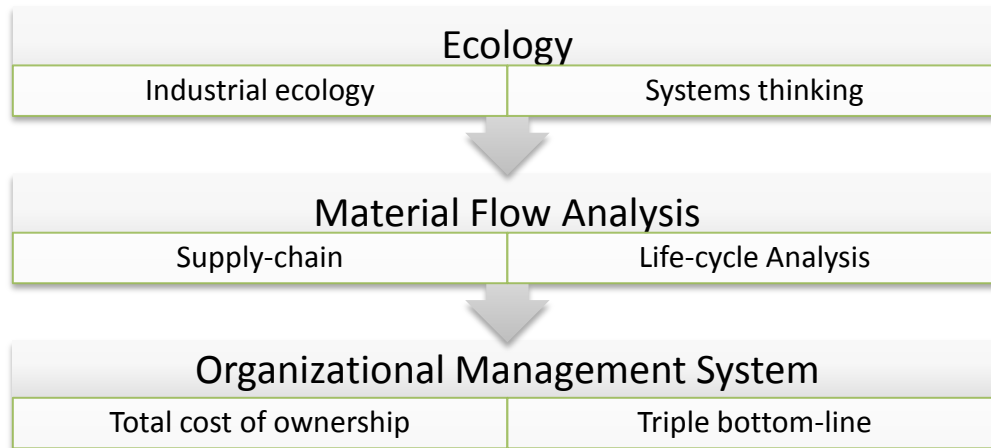 Ecology
Industrial ecology
Systems thinking
Material Flow Analysis
Supply-chain
Life-cycle Analysis
Organizational Management System
Total cost of ownership
Triple bottom-line